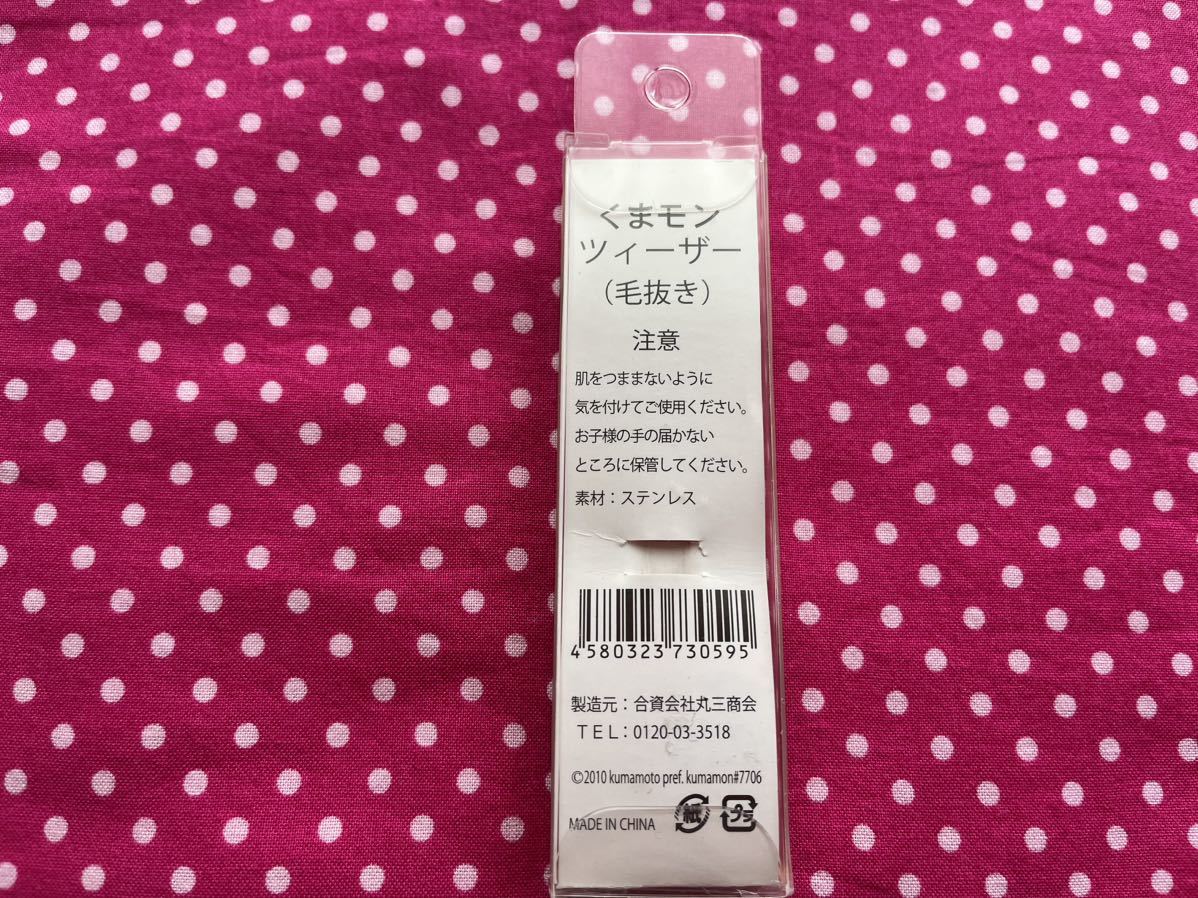 くまモン
ツィーザー
（毛抜き）
注意
肌をつままないように
気を付けてご使用ください。
お子様の手の届かない
ところに保管してください。
素材：ステンレス
4 580323 730595
製造元：合資会社丸三商会
ＴＥＬ：0120-03-3518
©2010 kumamoto pref. kumamon#7706
MADE IN CHINA 紙 プラ